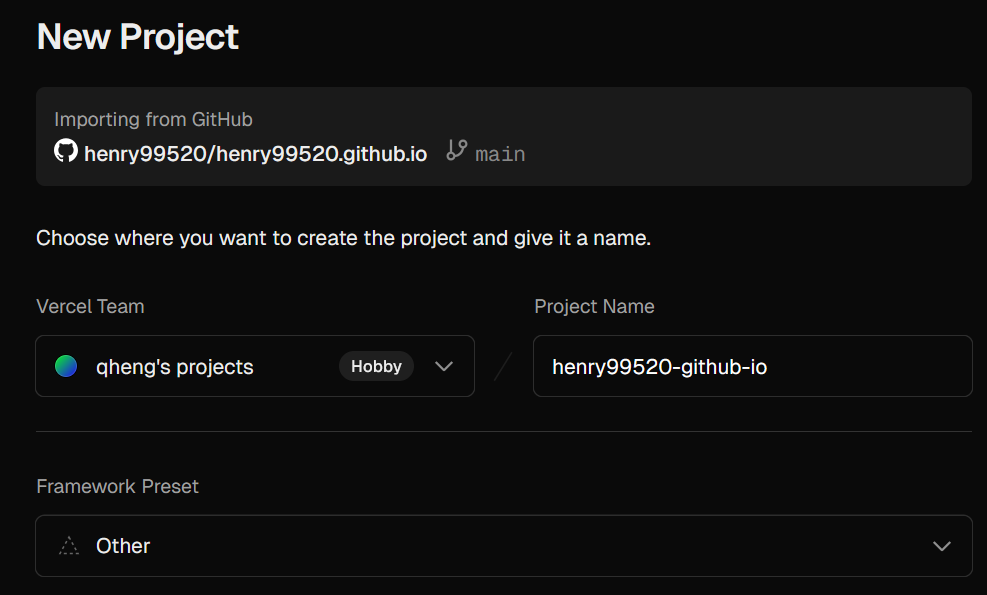 New Project
Importing from GitHub
henry99520/henry99520.github.io main
Choose where you want to create the project and give it a name.
Vercel Team
Project Name
qheng's projects Hobby
/
henry99520-github-io
Framework Preset
Other